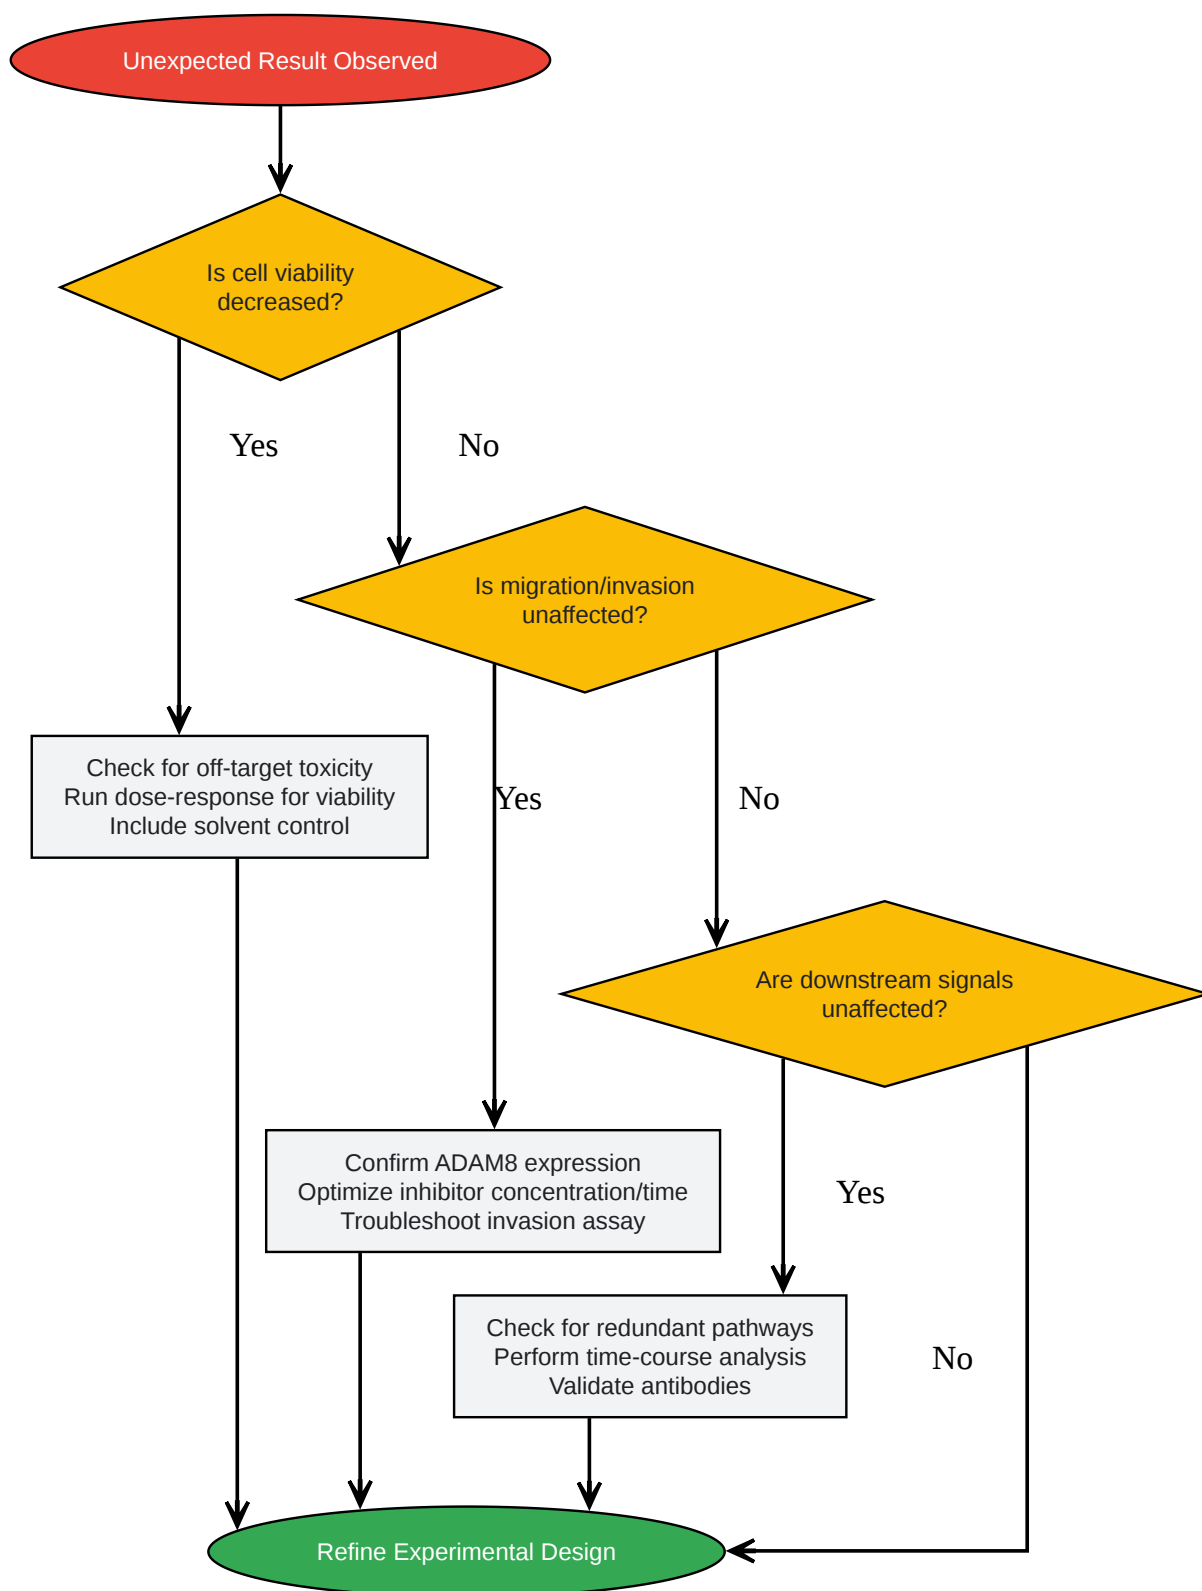 Unexpected Result Observed
Is cell viability
decreased?
Yes
No
Is migration/invasion
unaffected?
Check for off-target toxicity
Run dose-response for viability
Include solvent control
Yes
No
Are downstream signals
unaffected?
Confirm ADAM8 expression
Optimize inhibitor concentration/time
Troubleshoot invasion assay
Yes
Check for redundant pathways
Perform time-course analysis
Validate antibodies
No
Refine Experimental Design